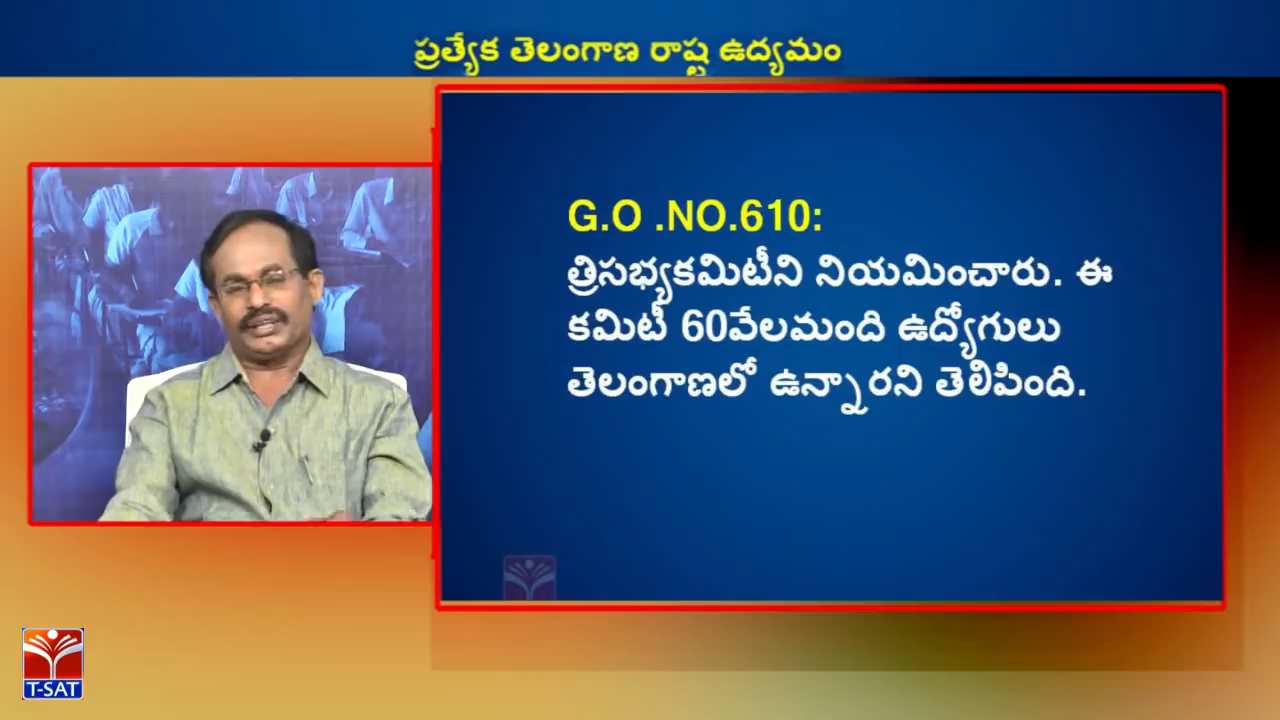 ప్రత్యేక తెలంగాణ రాష్ట ఉద్యమం
G.O .NO.610:
త్రిసభ్యకమిటీని నియమించారు. ఈ
కమిటీ 60వేలమంది ఉద్యోగులు
తెలంగాణలో ఉన్నారని తెలిపింది.
T-SAT